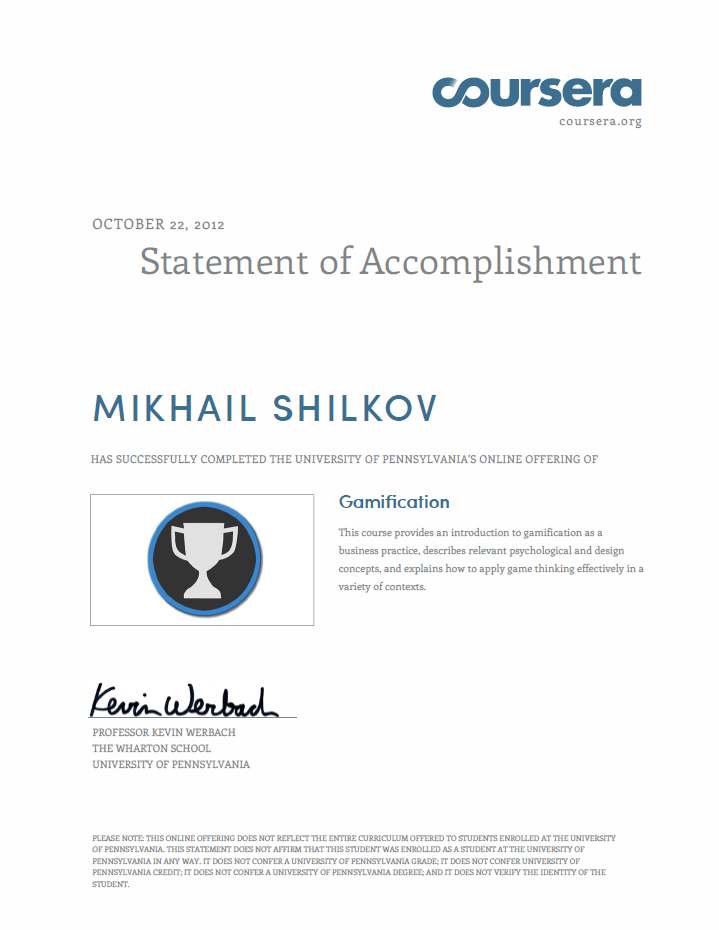 coursera
coursera.org
OCTOBER 22, 2012
Statement of Accomplishment
MIKHAIL SHILKOV
HAS SUCCESSFULLY COMPLETED THE UNIVERSITY OF PENNSYLVANIA'S ONLINE OFFERING OF
Gamification
This course provides an introduction to gamification as a
business practice, describes relevant psychological and design
concepts, and explains how to apply game thinking effectively in a
variety of contexts.
Kevin Werbach
PROFESSOR KEVIN WERBACH
THE WHARTON SCHOOL
UNIVERSITY OF PENNSYLVANIA
PLEASE NOTE: THIS ONLINE OFFERING DOES NOT REFLECT THE ENTIRE CURRICULUM OFFERED TO STUDENTS ENROLLED AT THE UNIVERSITY
OF PENNSYLVANIA. THIS STATEMENT DOES NOT AFFIRM THAT THIS STUDENT WAS ENROLLED AS A STUDENT AT THE UNIVERSITY OF
PENNSYLVANIA IN ANY WAY. IT DOES NOT CONFER A UNIVERSITY OF PENNSYLVANIA GRADE; IT DOES NOT CONFER UNIVERSITY OF
PENNSYLVANIA CREDIT; IT DOES NOT CONFER A UNIVERSITY OF PENNSYLVANIA DEGREE; AND IT DOES NOT VERIFY THE IDENTITY OF THE
STUDENT.